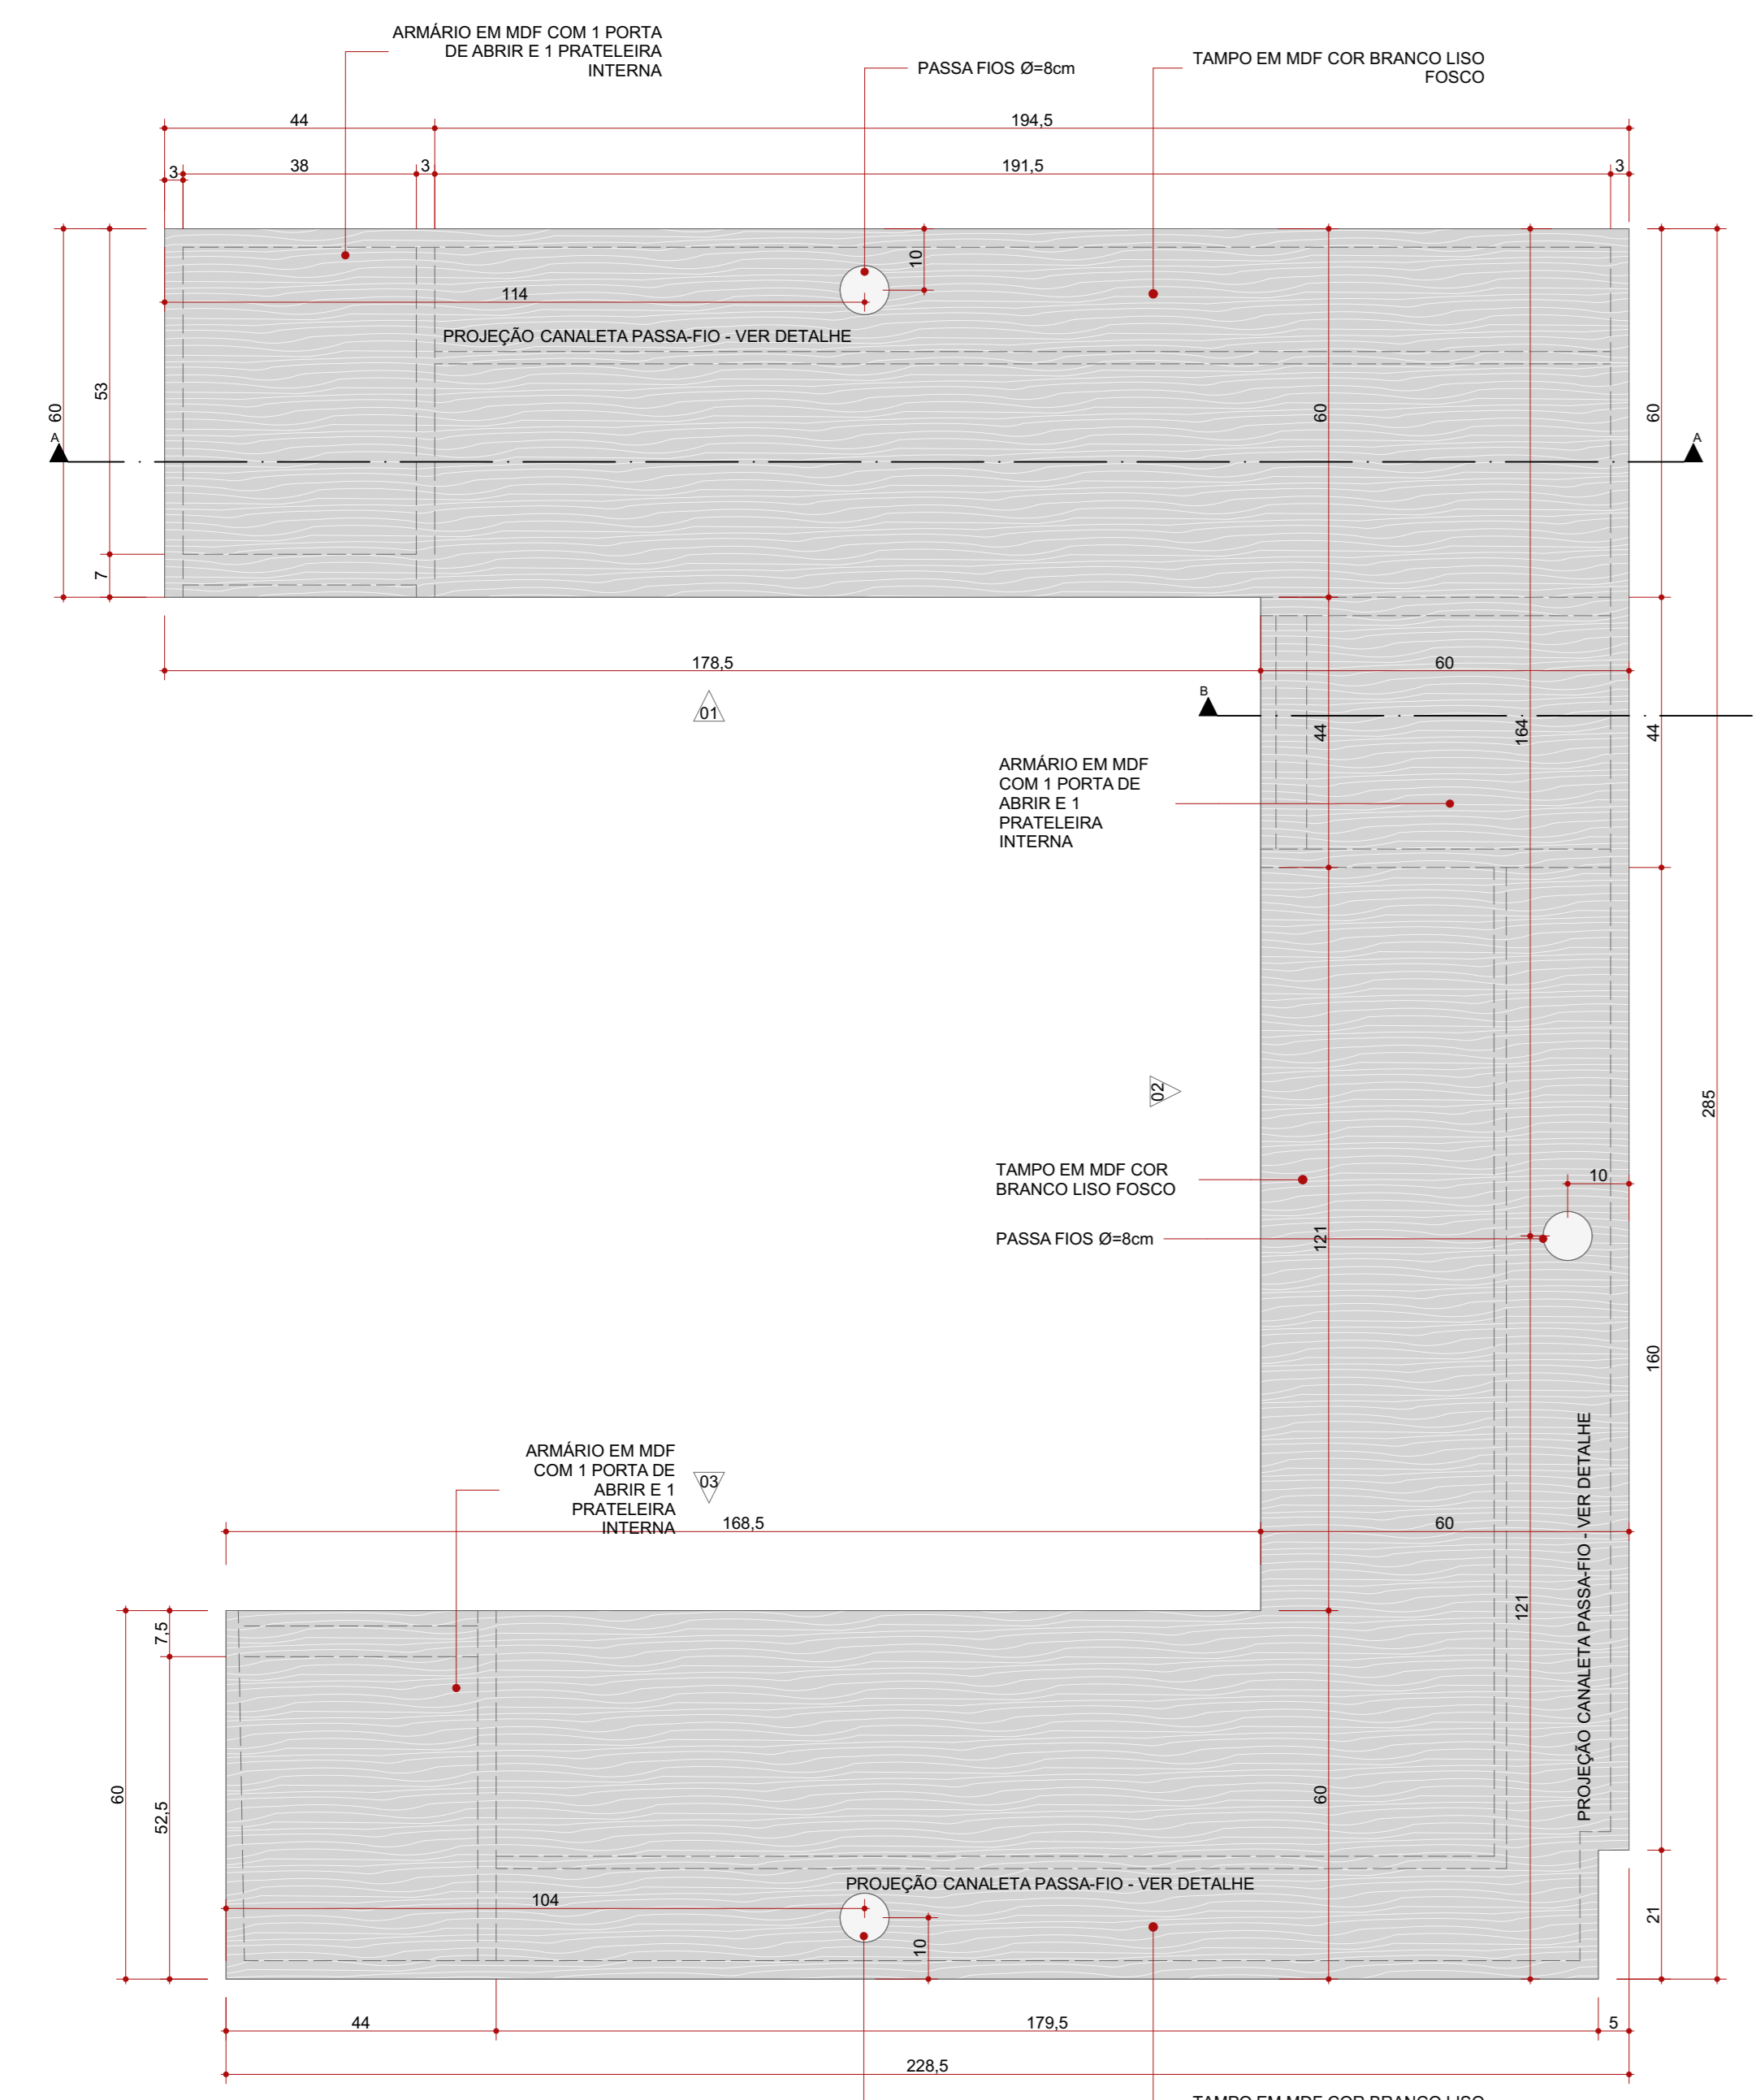 ARMÁRIO EM MDF COM 1 PORTA
DE ABRIR E 1 PRATELEIRA
INTERNA
PASSA FIOS Ø=8cm
TAMPO EM MDF COR BRANCO LISO
FOSCO
44
194,5
3
38
3
191,5
3
10
114
PROJEÇÃO CANALETA PASSA-FIO - VER DETALHE
53
60
60
60
A
A
7
178,5
60
01
B
44
164
44
ARMÁRIO EM MDF
COM 1 PORTA DE
ABRIR E 1
PRATELEIRA
INTERNA
02
285
TAMPO EM MDF COR
BRANCO LISO FOSCO
10
PASSA FIOS Ø=8cm
121
160
PROJEÇÃO CANALETA PASSA-FIO - VER DETALHE
ARMÁRIO EM MDF
COM 1 PORTA DE
ABRIR E 1
PRATELEIRA
INTERNA
03
168,5
60
7,5
121
60
52,5
60
PROJEÇÃO CANALETA PASSA-FIO - VER DETALHE
104
10
21
44
179,5
5
228,5
TAMPO EM MDF COR BRANCO LISO